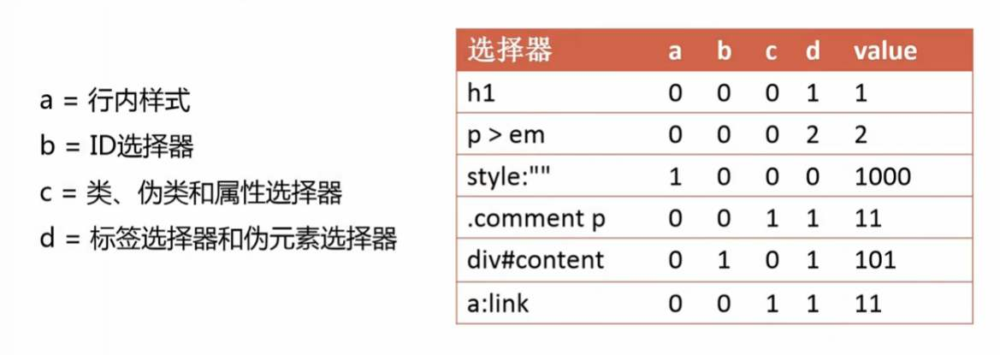 a = 行内样式
b = ID选择器
c = 类、伪类和属性选择器
d = 标签选择器和伪元素选择器
选择器 a b c d value
h1 0 0 0 1 1
p > em 0 0 0 2 2
style:"" 1 0 0 0 1000
.comment p 0 0 1 1 11
div#content 0 1 0 1 101
a:link 0 0 1 1 11